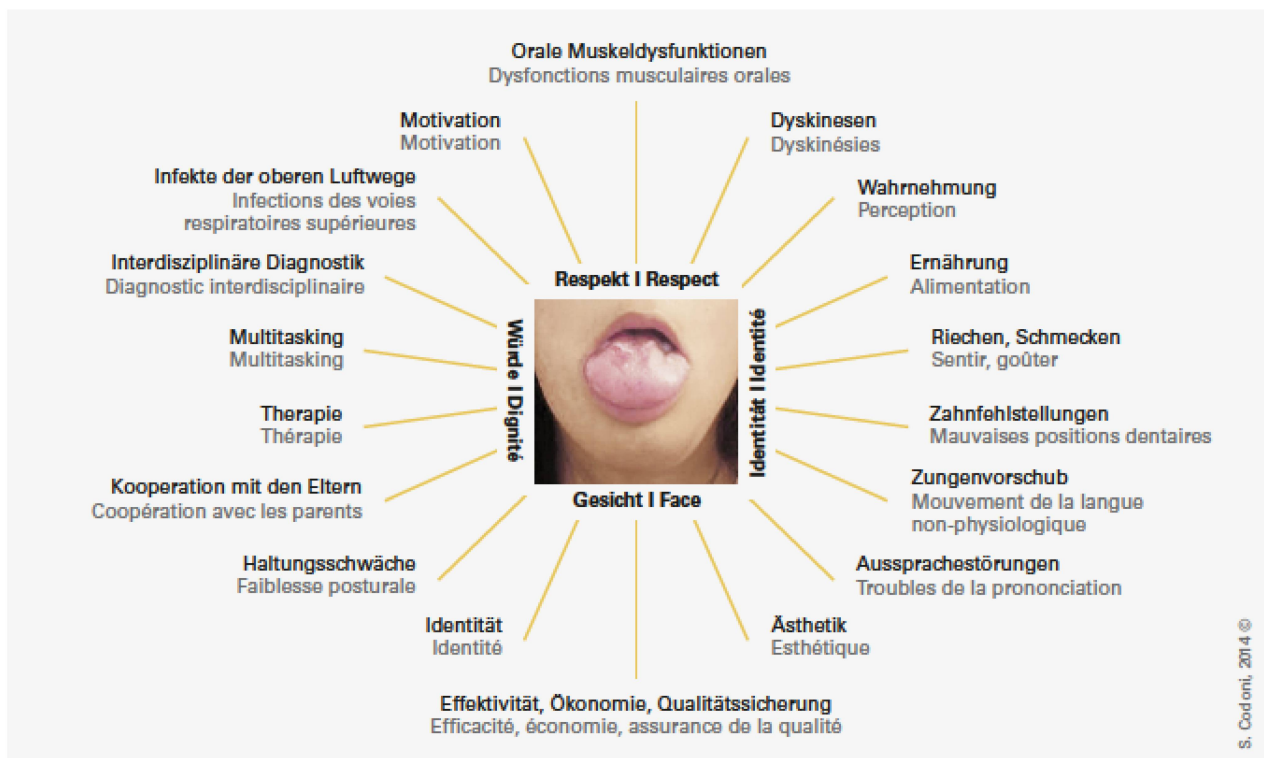 Orale Muskeldysfunktionen
Dysfonctions musculaires orales
Motivation
Motivation
Dyskinesen
Dyskinésies
Infekte der oberen Luftwege
Infections des voies
respiratoires supérieures
Wahrnehmung
Perception
Interdisziplinäre Diagnostik
Diagnostic interdisciplinaire
Ernährung
Alimentation
Respekt I Respect
Multitasking
Multitasking
Würde I Dignité
Identität I Identité
Riechen, Schmecken
Sentir, goûter
Therapie
Thérapie
Zahnfehlstellungen
Mauvaises positions dentaires
Kooperation mit den Eltern
Coopération avec les parents
Gesicht I Face
Zungenvorschub
Mouvement de la langue
non-physiologique
Haltungsschwäche
Faiblesse posturale
Aussprachestörungen
Troubles de la prononciation
Identität
Identité
Ästhetik
Esthétique
Effektivität, Ökonomie, Qualitätssicherung
Efficacité, économie, assurance de la qualité
S. Codoni, 2014 ©